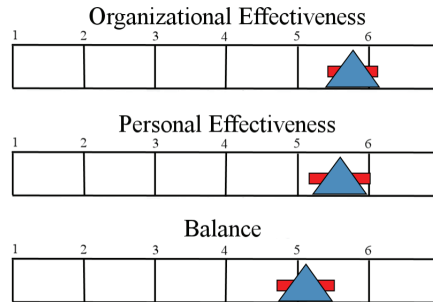 Organizational Effectiveness
1 2 3 4 5 6
Personal Effectiveness
1 2 3 4 5 6
Balance
1 2 3 4 5 6